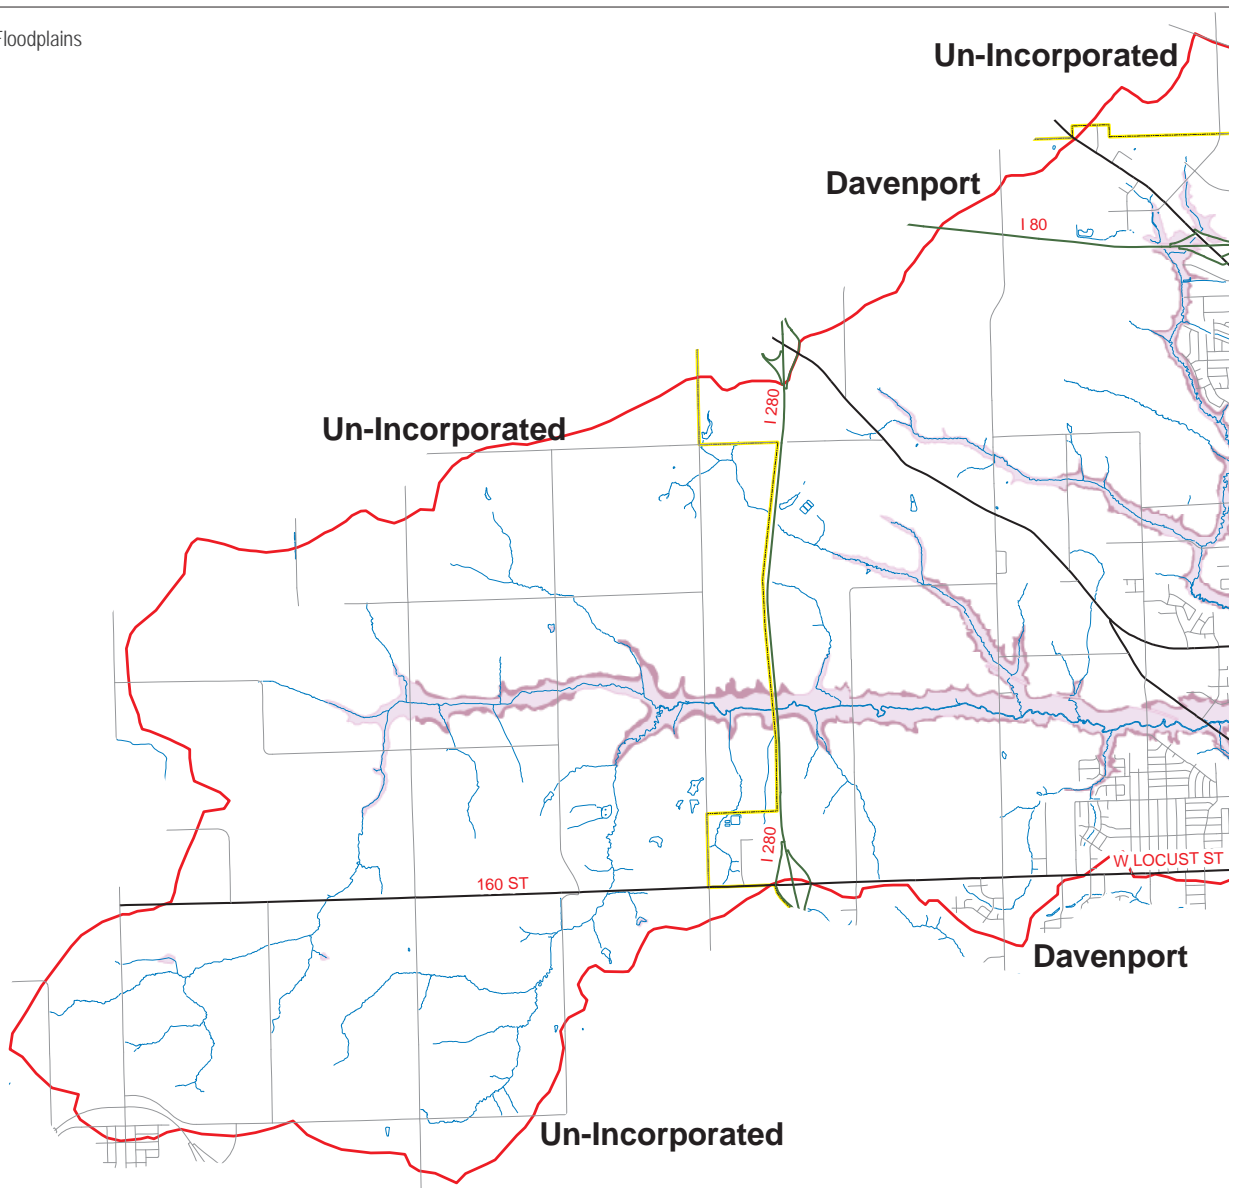 Floodplains
Un-Incorporated
Davenport
I 80
I 280
Un-Incorporated
I 280
W LOCUST ST
160 ST
Davenport
Un-Incorporated